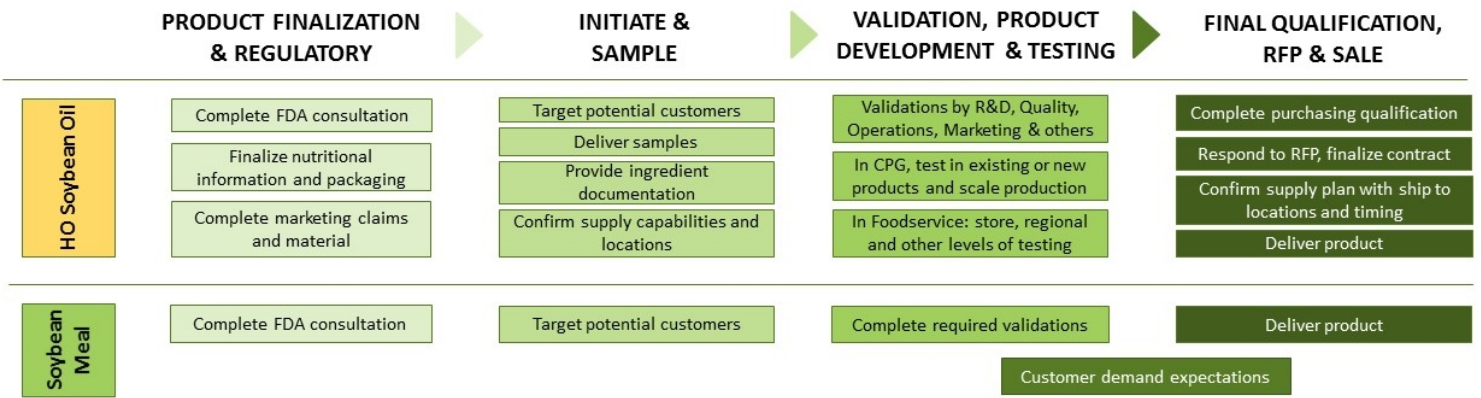 PRODUCT FINALIZATION
& REGULATORY
INITIATE &
SAMPLE
VALIDATION, PRODUCT
DEVELOPMENT & TESTING
FINAL QUALIFICATION,
RFP & SALE
HO Soybean Oil
Complete FDA consultation
Finalize nutritional
information and packaging
Complete marketing claims
and material
Target potential customers
Deliver samples
Provide ingredient
documentation
Confirm supply capabilities and
locations
Validations by R&D, Quality,
Operations, Marketing & others
In CPG, test in existing or new
products and scale production
In Foodservice: store, regional
and other levels of testing
Complete purchasing qualification
Respond to RFP, finalize contract
Confirm supply plan with ship to
locations and timing
Deliver product
Soybean
Meal
Complete FDA consultation
Target potential customers
Complete required validations
Deliver product
Customer demand expectations